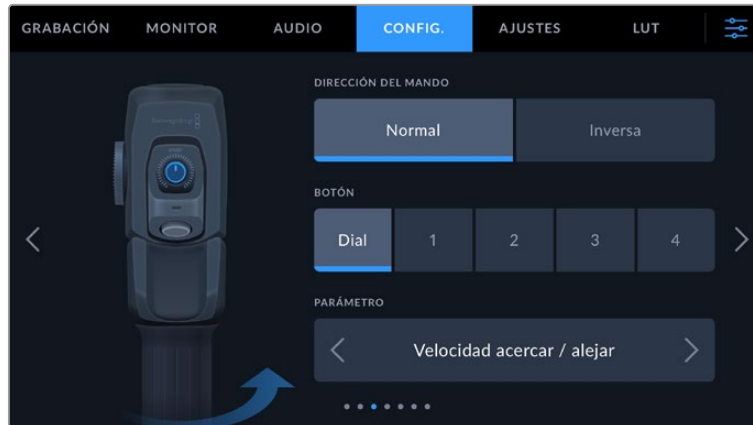 GRABACIÓN MONITOR AUDIO CONFIG. AJUSTES LUT
DIRECCIÓN DEL MANDO
Normal Inversa
BOTÓN
Dial 1 2 3 4
PARÁMETRO
Velocidad acercar / alejar